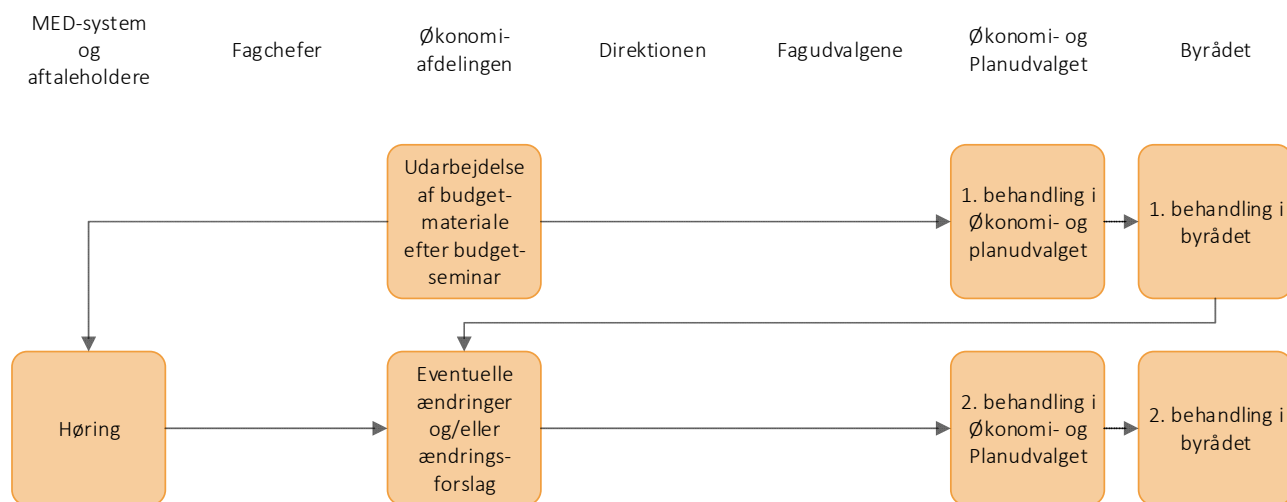 MED-system
og
aftaleholdere
Fagchefer
Økonomi-
afdelingen
Direktionen
Fagudvalgene
Økonomi- og
Planudvalget
Byrådet
Udarbejdelse
af budget-
materiale
efter budget-
seminar
1. behandling i
Økonomi- og
planudvalget
1. behandling i
byrådet
Høring
Eventuelle
ændringer
og/eller
ændrings-
forslag
2. behandling i
Økonomi- og
Planudvalget
2. behandling i
byrådet